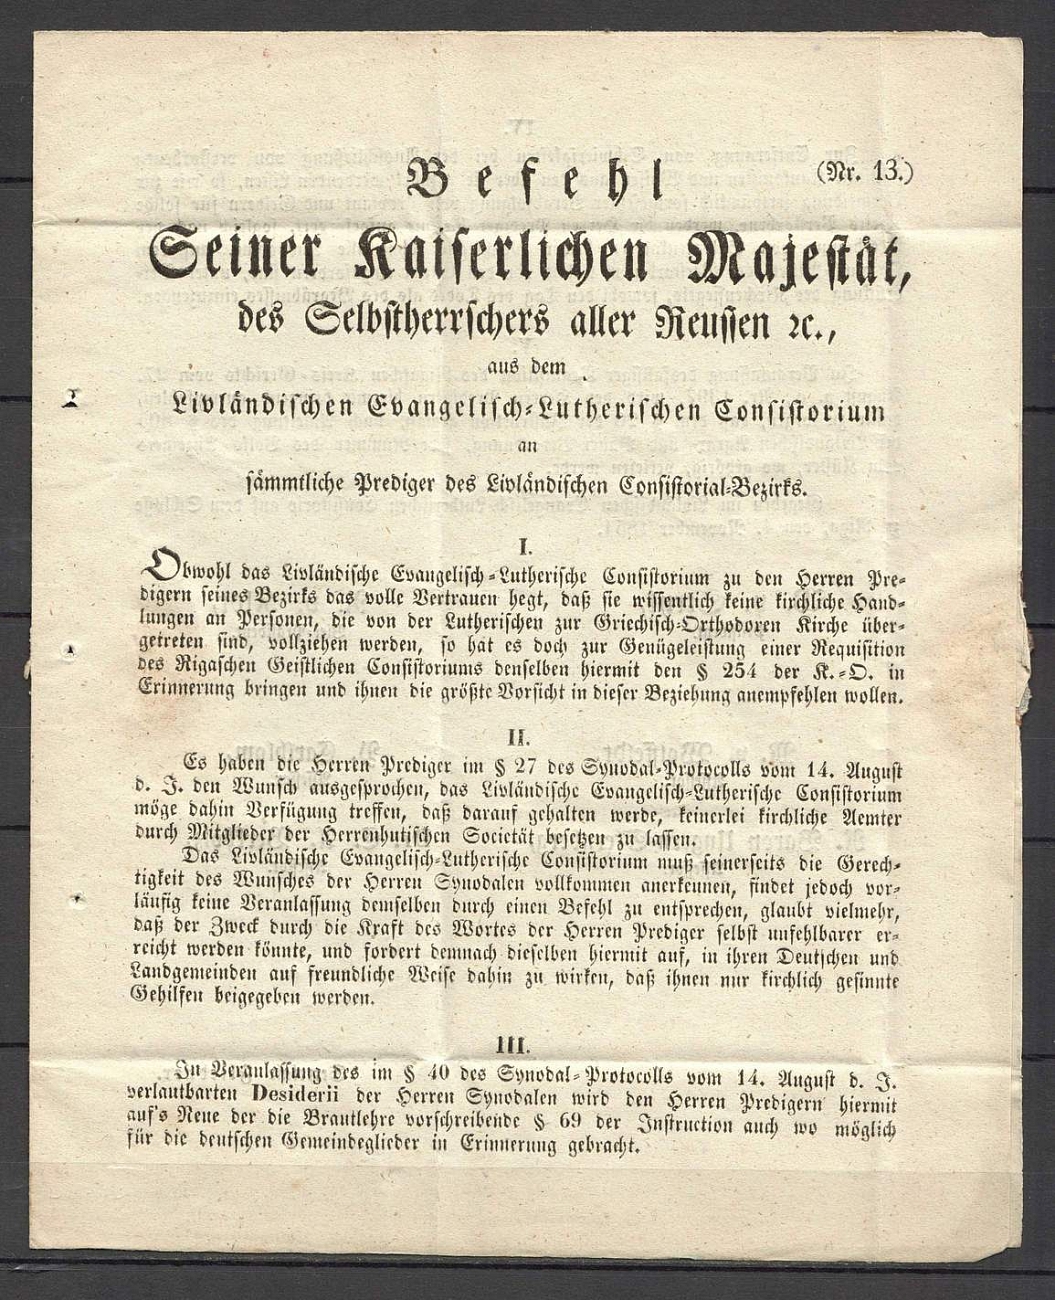 (Nr. 13.)
Befehl
Seiner Kaiserlichen Majestät,
des Selbstherrschers aller Reussen ꝛc.,
aus dem
Livländischen Evangelisch-Lutherischen Consistorium
an
sämmtliche Prediger des Livländischen Consistorial-Bezirks.
I.
Obwohl das Livländische Evangelisch-Lutherische Consistorium zu den Herren Pre-
digern seines Bezirks das volle Vertrauen hegt, daß sie wissentlich keine kirchliche Hand-
lungen an Personen, die von der Lutherischen zur Griechisch-Orthodoren Kirche über-
getreten sind, vollziehen werden, so hat es doch zur Genügeleistung einer Requisition
des Rigaschen Geistlichen Consistoriums denselben hiermit den § 254 der K.-O. in
Erinnerung bringen und ihnen die größte Vorsicht in dieser Beziehung anempfehlen wollen.
II.
Es haben die Herren Prediger im § 27 des Synodal-Protocolls vom 14. August
d. J. den Wunsch ausgesprochen, das Livländische Evangelisch-Lutherische Consistorium
möge dahin Verfügung treffen, daß darauf gehalten werde, keinerlei kirchliche Aemter
durch Mitglieder der Herrenhutischen Societät besetzen zu lassen.
Das Livländische Evangelisch-Lutherische Consistorium muß seinerseits die Gerech-
tigkeit des Wunsches der Herren Synodalen vollkommen anerkennen, findet jedoch vor-
läufig keine Veranlassung demselben durch einen Befehl zu entsprechen, glaubt vielmehr,
daß der Zweck durch die Kraft des Wortes der Herren Prediger selbst unfehlbarer er-
reicht werden könnte, und fordert demnach dieselben hiermit auf, in ihren Deutschen und
Landgemeinden auf freundliche Weise dahin zu wirken, daß ihnen nur kirchlich gesinnte
Gehilfen beigegeben werden.
III.
In Veranlassung des im § 40 des Synodal-Protocolls vom 14. August d. J.
verlautbarten Desiderii der Herren Synodalen wird den Herren Predigern hiermit
auf's Neue der die Brautlehre vorschreibende § 69 der Instruction auch wo möglich
für die deutschen Gemeindeglieder in Erinnerung gebracht.